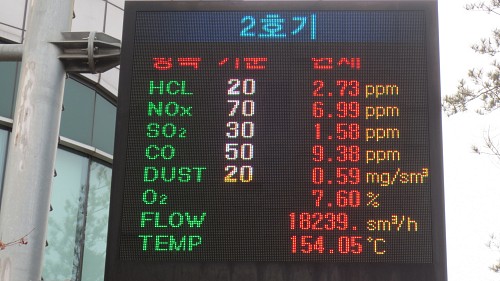 2호기
HCL 20 2.73 ppm
NOx 70 6.99 ppm
SO₂ 30 1.58 ppm
CO 50 9.38 ppm
DUST 20 0.59 mg/sm³
O₂ 7.60 %
FLOW 18239. sm³/h
TEMP 154.05 °C